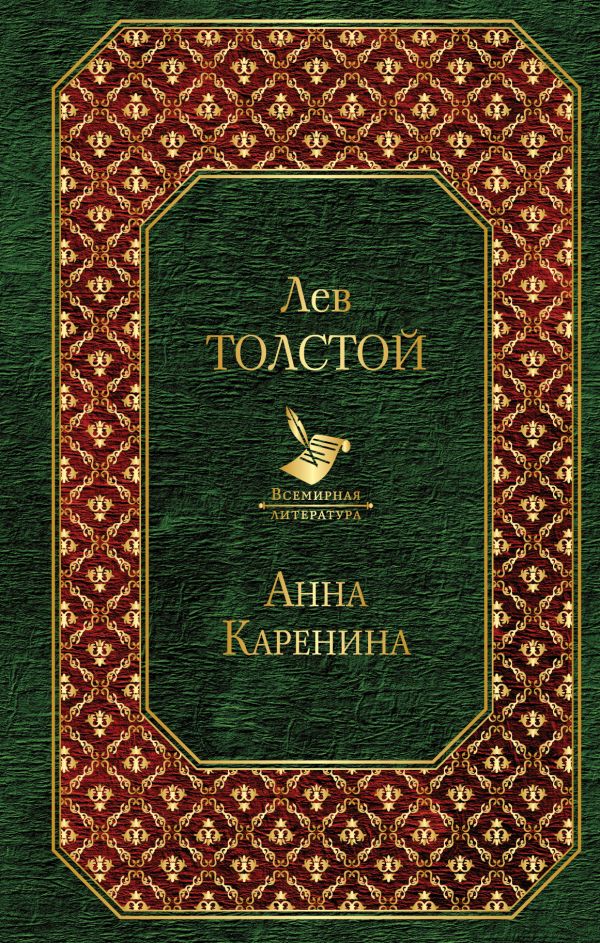 Лев
ТОЛСТОЙ
Всемирная
литература
Анна
Каренина